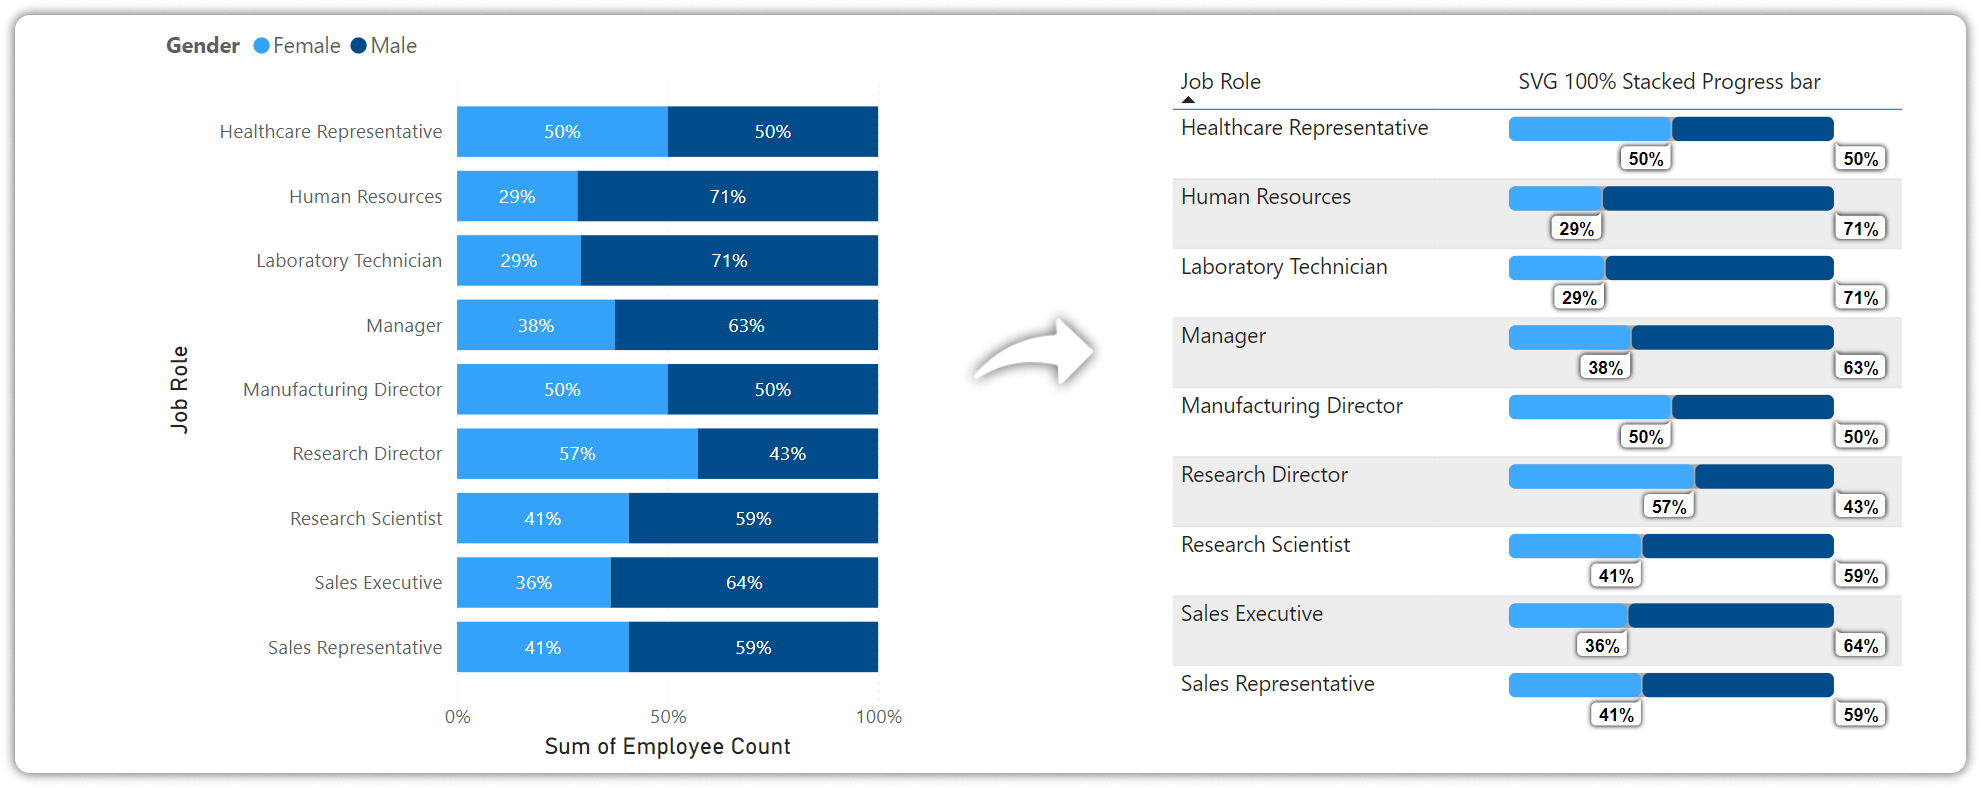 Gender Female Male
Job Role
Healthcare Representative 50% 50%
Human Resources 29% 71%
Laboratory Technician 29% 71%
Manager 38% 63%
Manufacturing Director 50% 50%
Research Director 57% 43%
Research Scientist 41% 59%
Sales Executive 36% 64%
Sales Representative 41% 59%
0% 50% 100%
Sum of Employee Count
Job Role SVG 100% Stacked Progress bar
Healthcare Representative
50% 50%
Human Resources
29% 71%
Laboratory Technician
29% 71%
Manager
38% 63%
Manufacturing Director
50% 50%
Research Director
57% 43%
Research Scientist
41% 59%
Sales Executive
36% 64%
Sales Representative
41% 59%